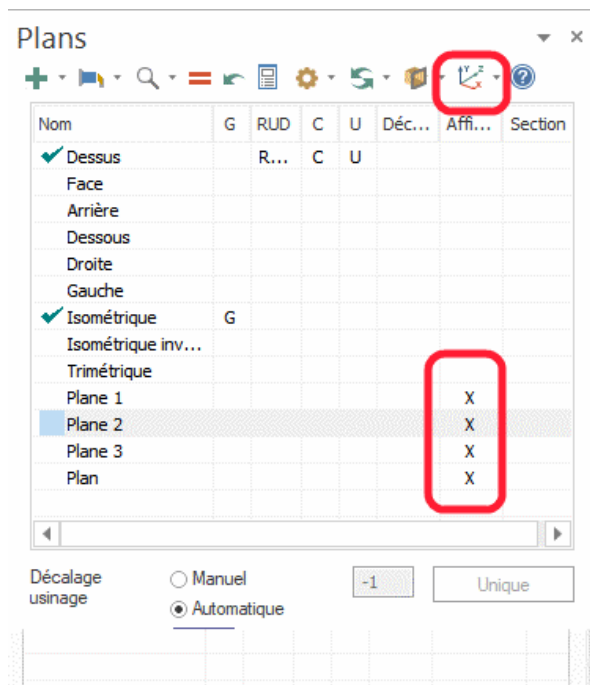 Plans
Nom G RUD C U Déc... Affi... Section
Dessus R... C U
Face
Arrière
Dessous
Droite
Gauche
Isométrique G
Isométrique inv...
Trimétrique
Plane 1 X
Plane 2 X
Plane 3 X
Plan X
Décalage usinage Manuel -1 Unique
Automatique